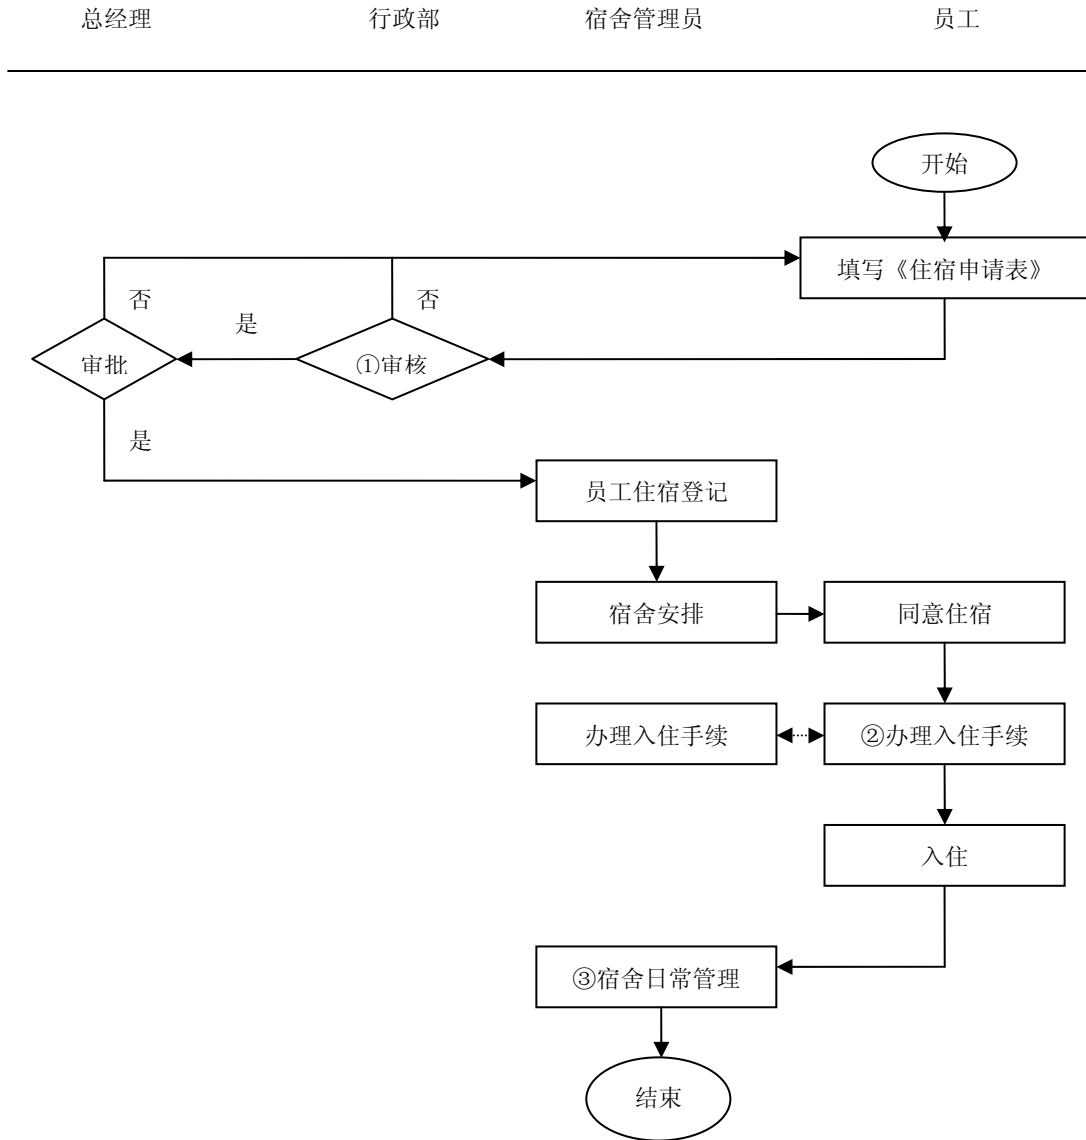 总经理 行政部 宿舍管理员 员工
开始
填写《住宿申请表》
否 否
是
审批 ①审核
是
员工住宿登记
宿舍安排 同意住宿
办理入住手续 ②办理入住手续
入住
③宿舍日常管理
结束